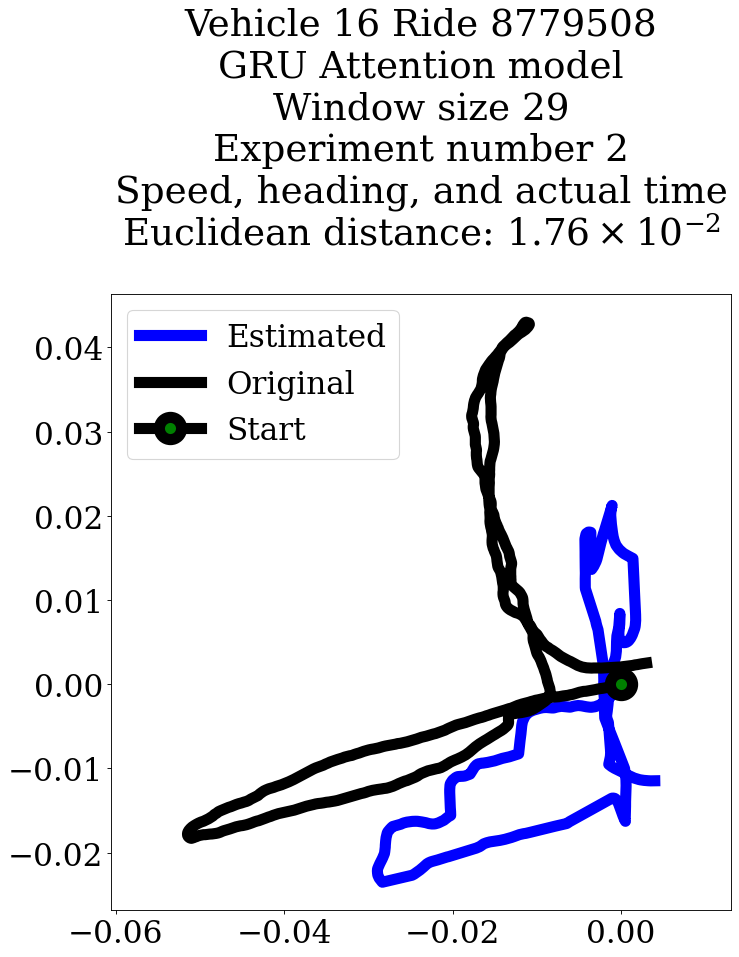 Vehicle 16 Ride 8779508
GRU Attention model
Window size 29
Experiment number 2
Speed, heading, and actual time
Euclidean distance: 1.76 × 10⁻²
Estimated
Original
Start
0.04
0.03
0.02
0.01
0.00
−0.01
−0.02
−0.06 −0.04 −0.02 0.00